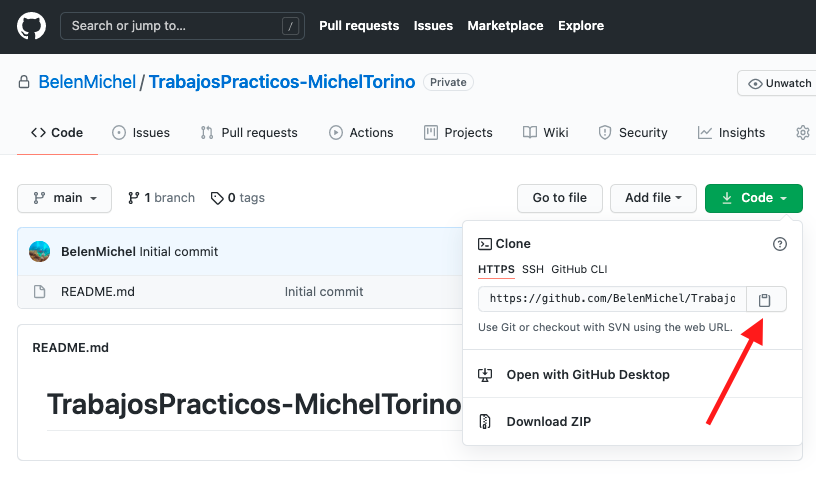 Search or jump to... / Pull requests Issues Marketplace Explore
BelenMichel / TrabajosPracticos-MichelTorino Private Unwatch
Code Issues Pull requests Actions Projects Wiki Security Insights
main 1 branch 0 tags Go to file Add file Code
BelenMichel Initial commit
README.md Initial commit
Clone
HTTPS SSH GitHub CLI
https://github.com/BelenMichel/Trabajo
Use Git or checkout with SVN using the web URL.
Open with GitHub Desktop
Download ZIP
README.md
TrabajosPracticos-MichelTorino